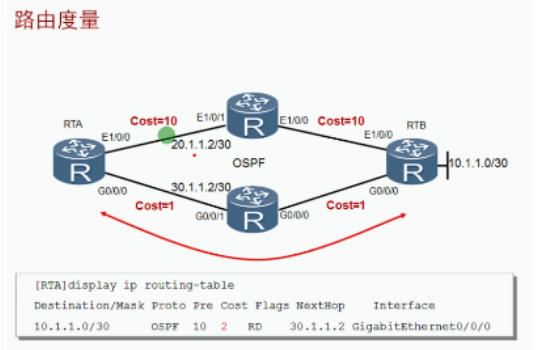 路由度量
Cost=10
E1/0/1
E1/0/0
Cost=10
RTA
E1/0/0
20.1.1.2/30
E1/0/0
RTB
OSPF
10.1.1.0/30
30.1.1.2/30
G0/0/0
G0/0/0
Cost=1
G0/0/1
G0/0/0
Cost=1
R
R
R
R
[RTA]display ip routing-table
Destination/Mask Proto Pre Cost Flags NextHop Interface
10.1.1.0/30 OSPF 10 2 RD 30.1.1.2 GigabitEthernet0/0/0